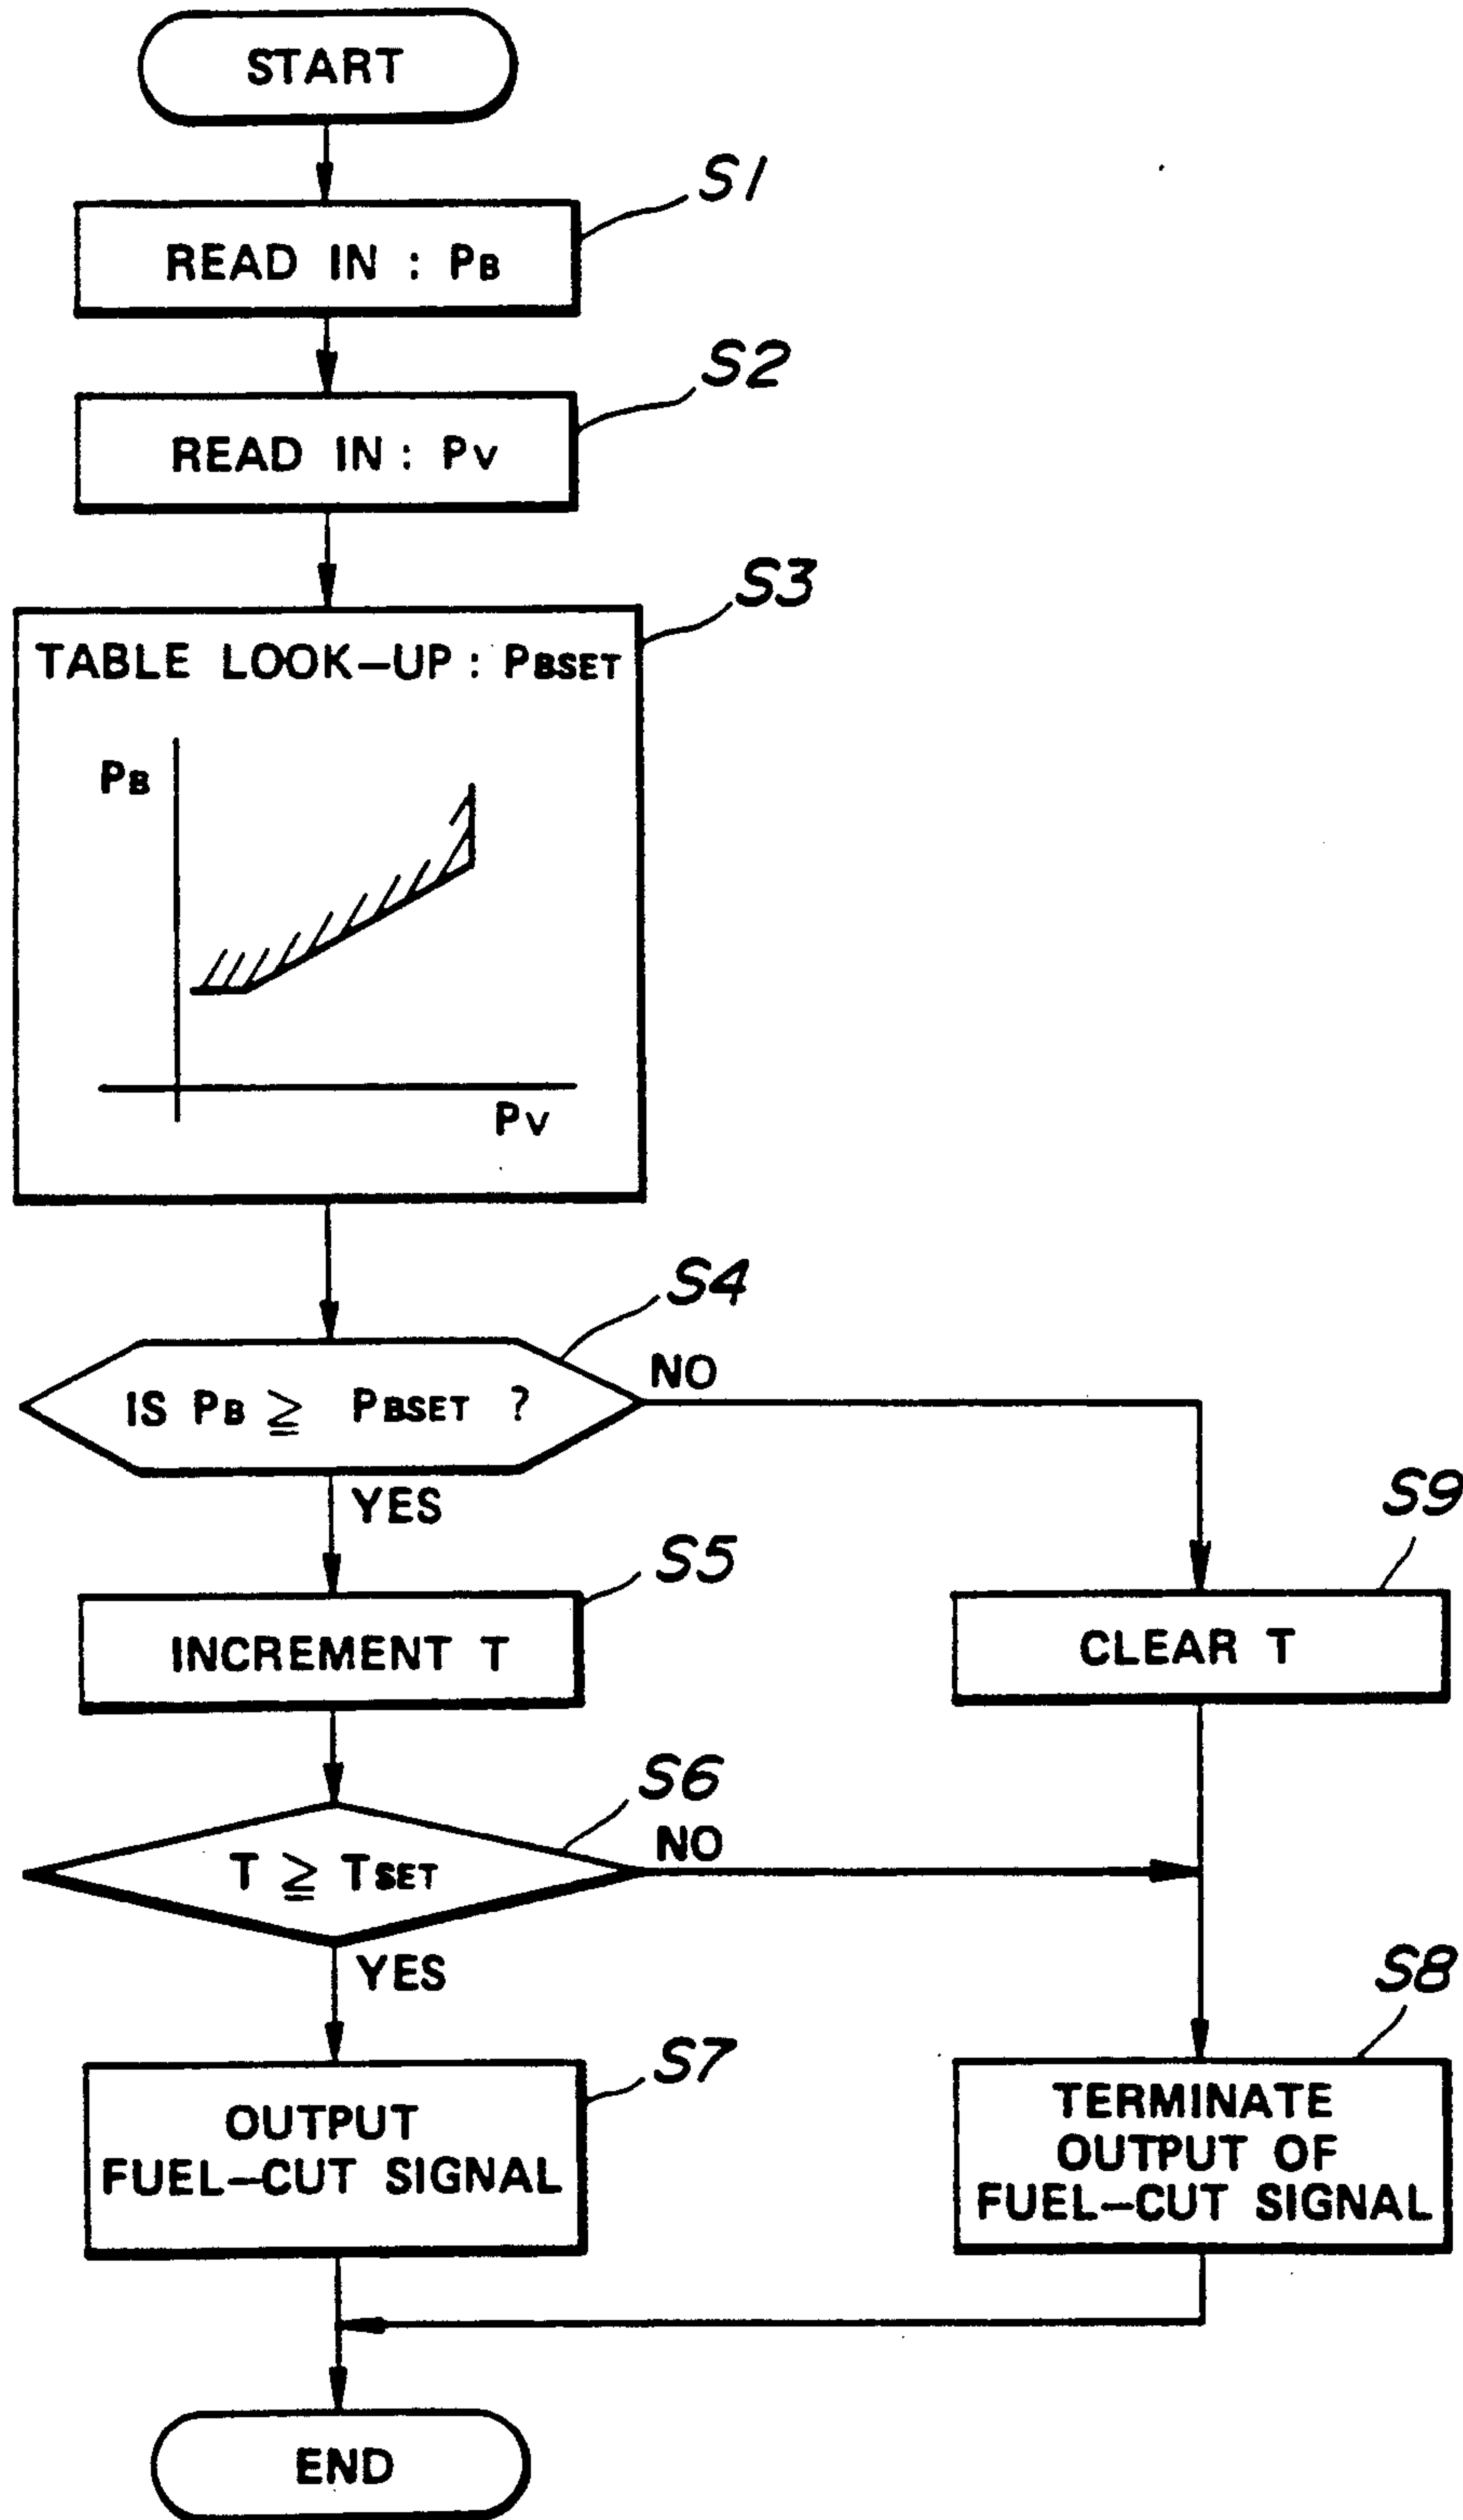 START
S1
READ IN : PB
S2
READ IN : PV
S3
TABLE LOOK-UP : PBSET
PB
PV
S4
IS PB ≧ PBSET ?
NO
YES
S5
INCREMENT T
S9
CLEAR T
S6
T ≧ TSET
NO
YES
S7
OUTPUT
FUEL-CUT SIGNAL
S8
TERMINATE
OUTPUT OF
FUEL-CUT SIGNAL
END